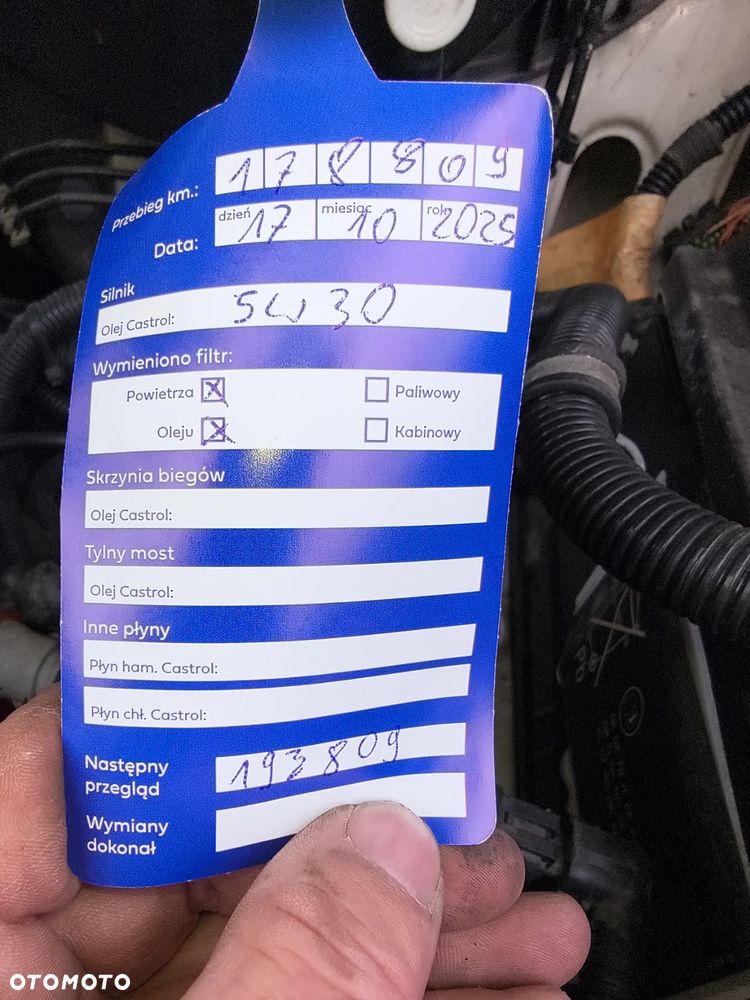 Przebieg km.: 178809
dzień miesiąc rok
Data: 17 10 2025
Silnik
Olej Castrol: 5W30
Wymieniono filtr:
Powietrza X Paliwowy
Oleju X Kabinowy
Skrzynia biegów
Olej Castrol:
Tylny most
Olej Castrol:
Inne płyny
Płyn ham. Castrol:
Płyn chł. Castrol:
Następny przegląd 193809
Wymiany dokonał
OTOMOTO